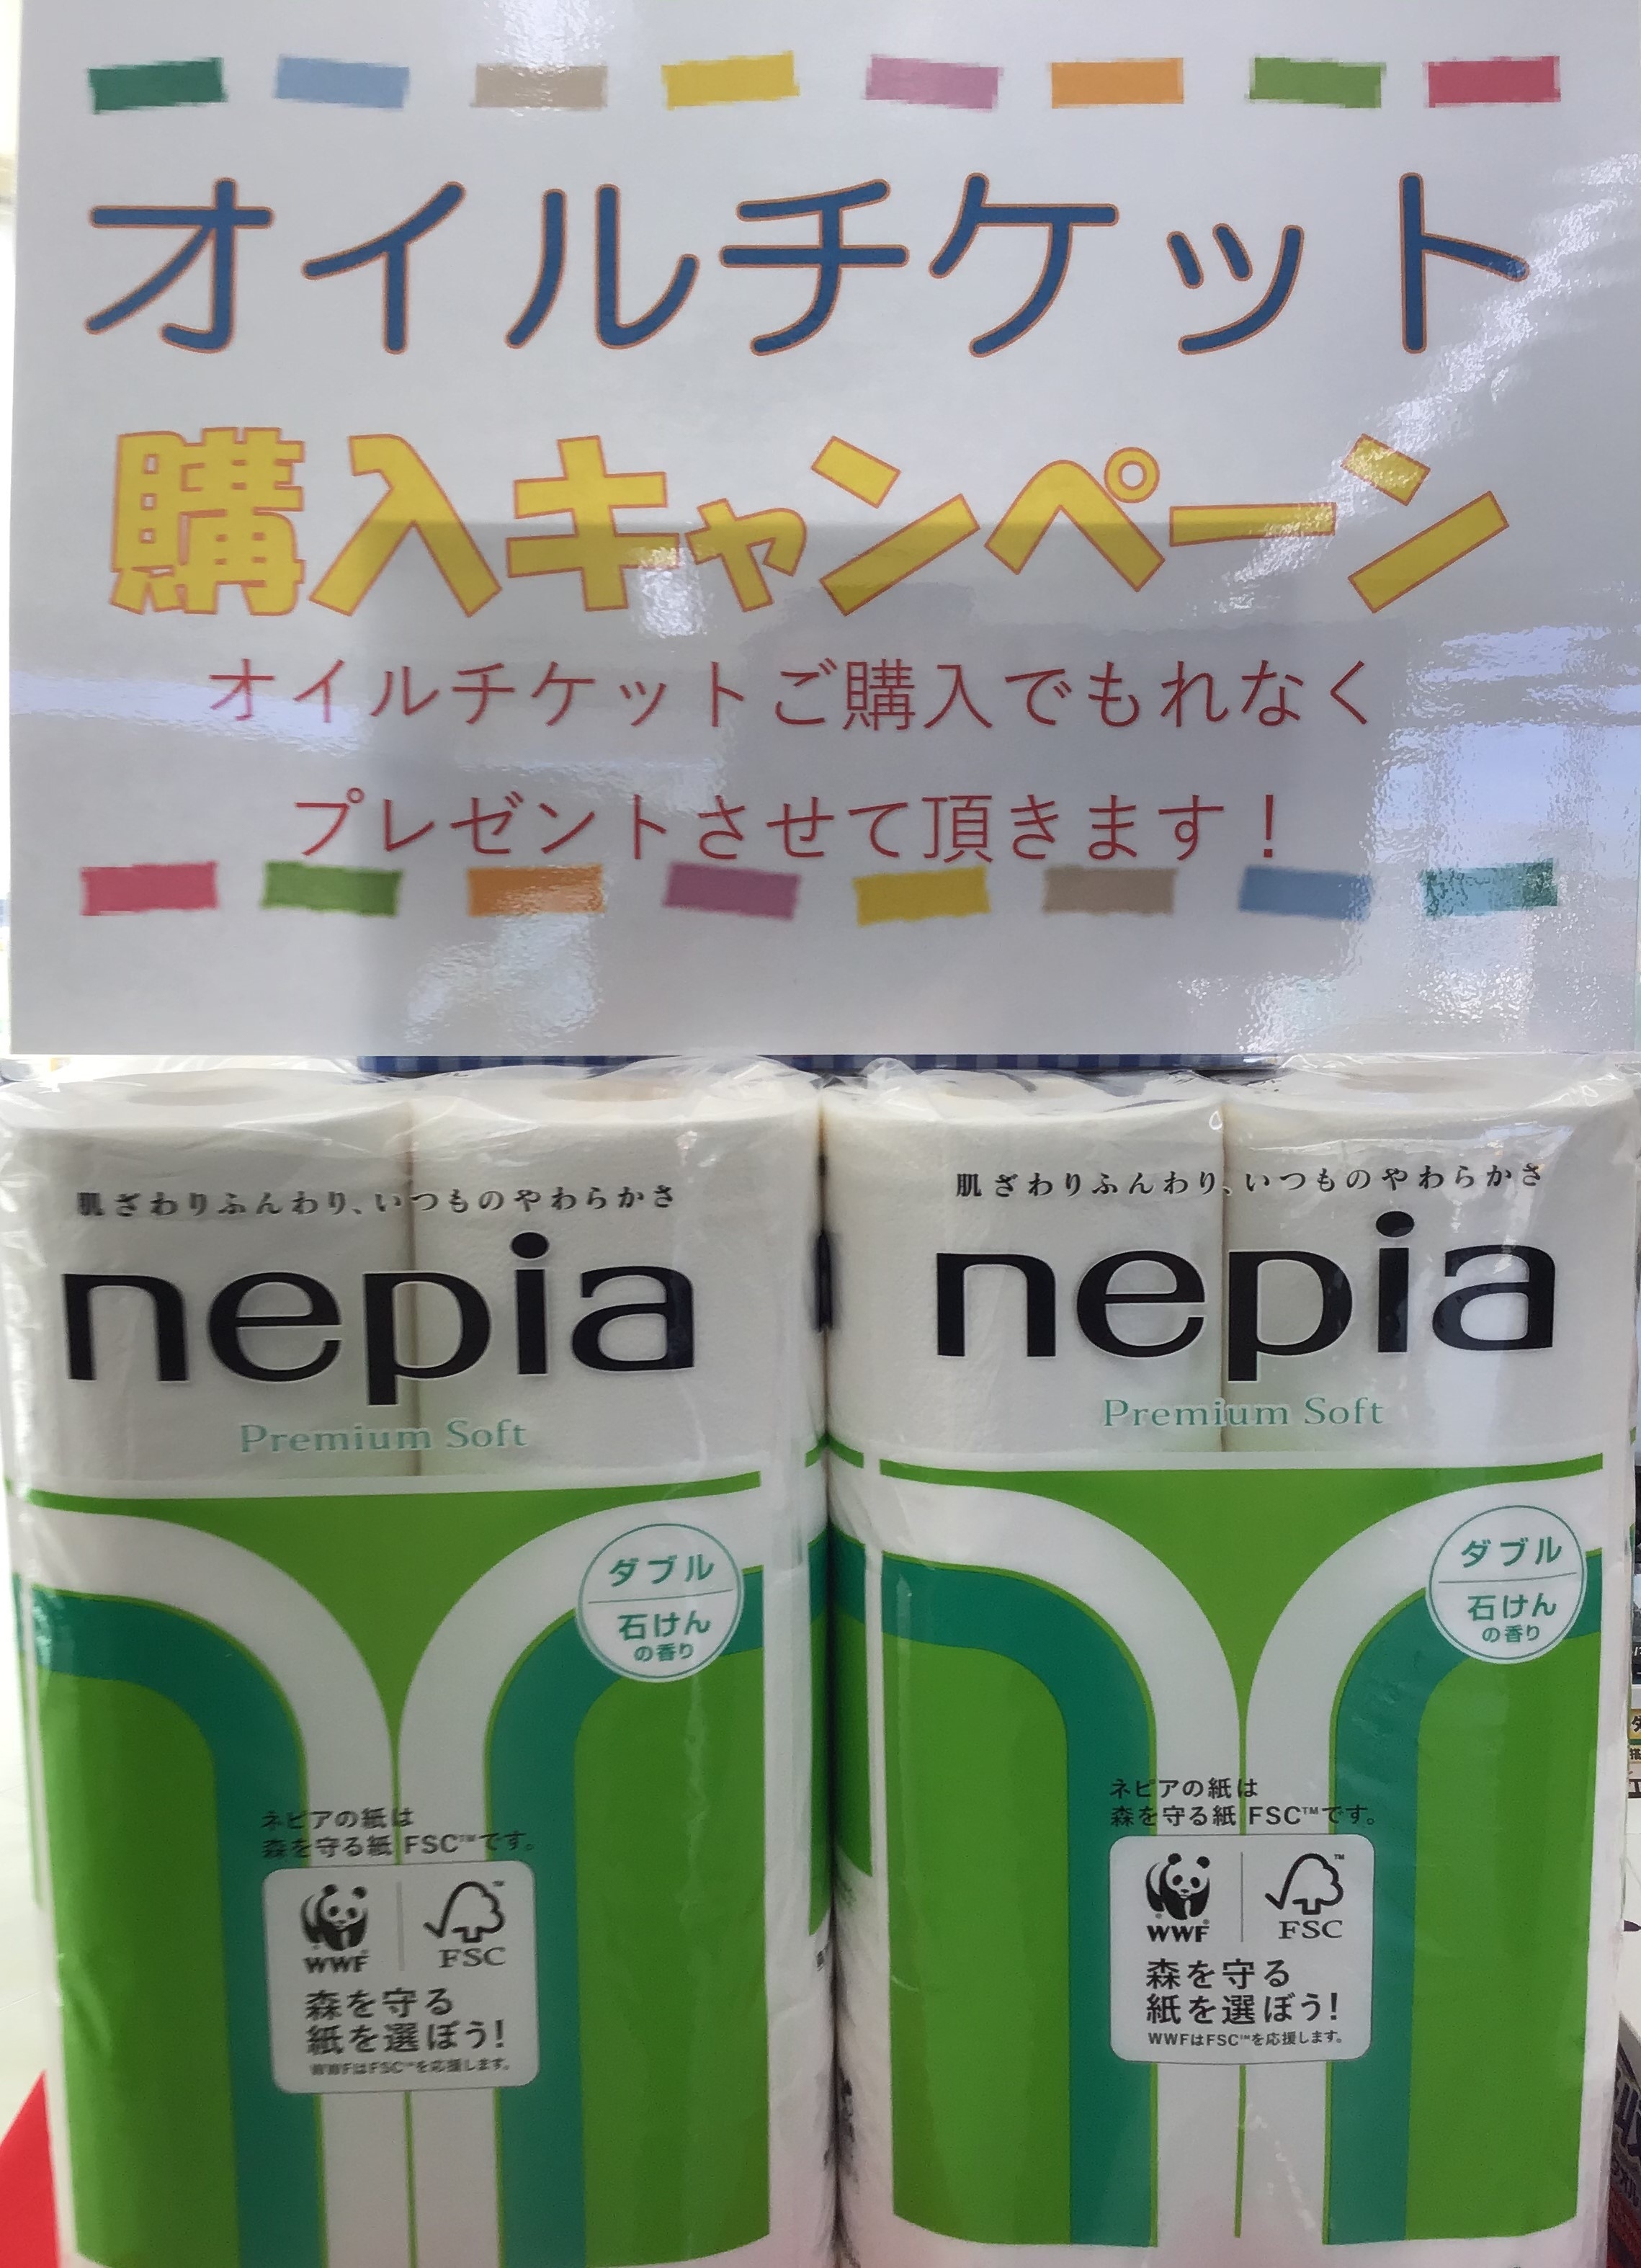 オイルチケット
購入キャンペーン
オイルチケットご購入でもれなく
プレゼントさせて頂きます！
肌ざわりふんわり、いつものやわらかさ
nepia
Premium Soft
ダブル
石けん
の香り
ネピアの紙は
森を守る紙 FSC™です。
WWF
FSC
森を守る
紙を選ぼう!
WWFはFSC™を応援します。
肌ざわりふんわり、いつものやわらかさ
nepia
Premium Soft
ダブル
石けん
の香り
ネピアの紙は
森を守る紙 FSC™です。
WWF
FSC™
森を守る
紙を選ぼう!
WWFはFSC™を応援します。